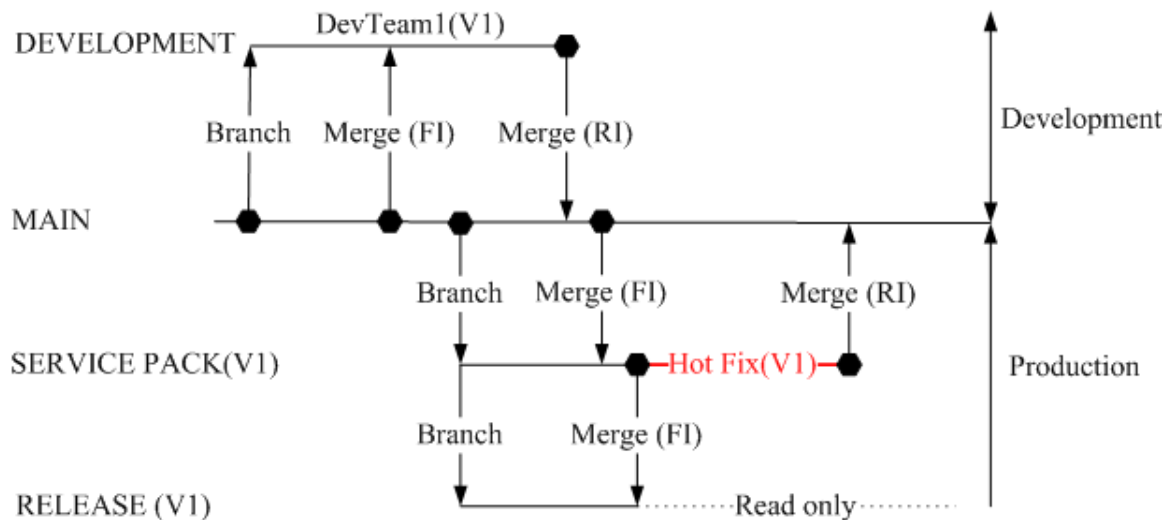 DevTeam1(V1)
DEVELOPMENT
Branch Merge (FI) Merge (RI) Development
MAIN
Branch Merge (FI) Merge (RI)
SERVICE PACK(V1) Hot Fix(V1) Production
Branch Merge (FI)
RELEASE (V1) Read only